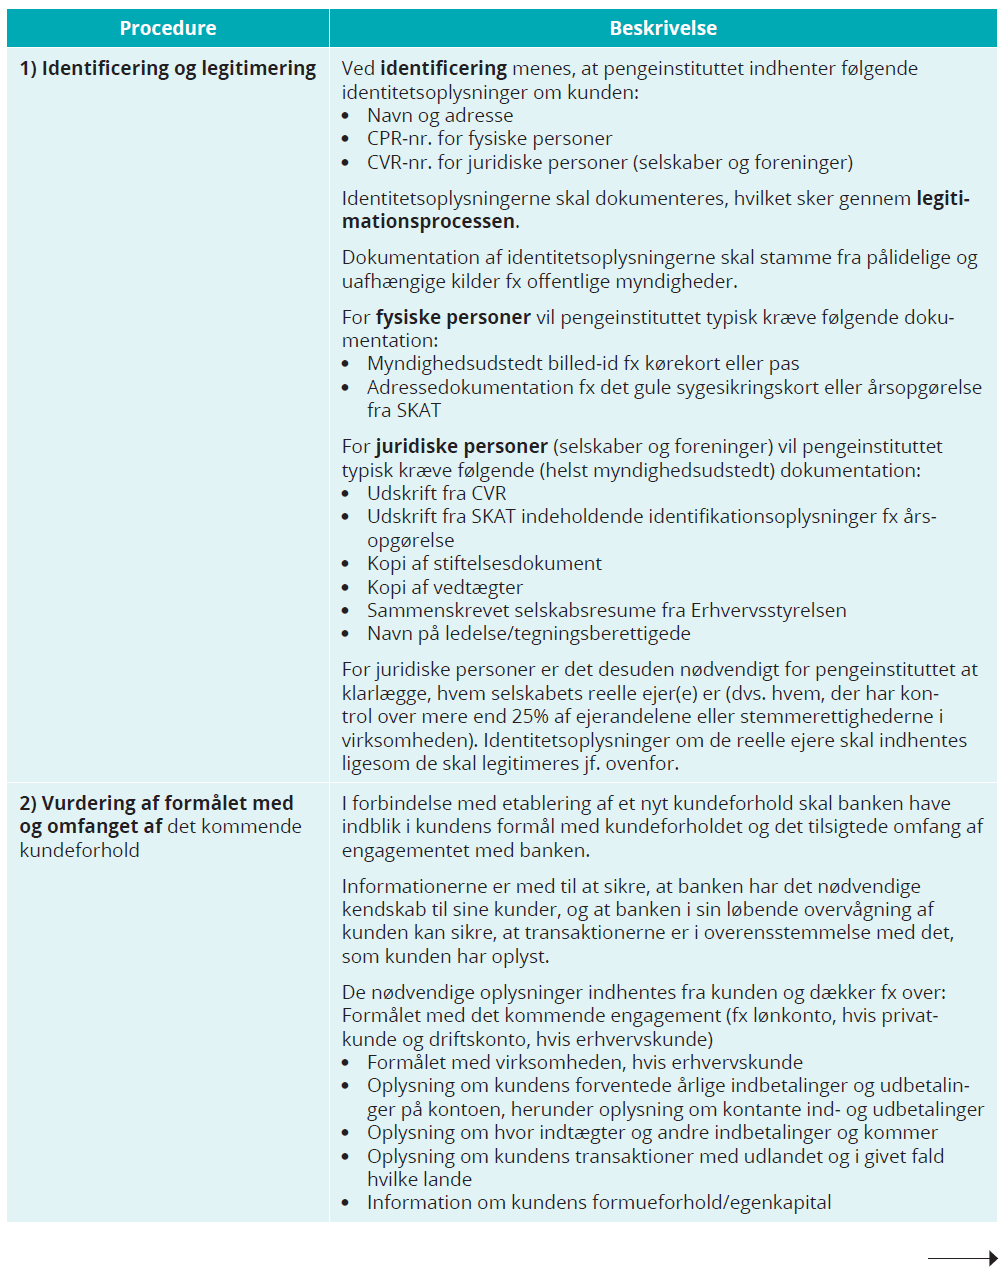 Procedure
Beskrivelse
1) Identificering og legitimering
Ved identificering menes, at pengeinstituttet indhenter følgende
identitetsoplysninger om kunden:
• Navn og adresse
• CPR-nr. for fysiske personer
• CVR-nr. for juridiske personer (selskaber og foreninger)
Identitetsoplysningerne skal dokumenteres, hvilket sker gennem legiti-
mationsprocessen.
Dokumentation af identitetsoplysningerne skal stamme fra pålidelige og
uafhængige kilder fx offentlige myndigheder.
For fysiske personer vil pengeinstituttet typisk kræve følgende doku-
mentation:
• Myndighedsudstedt billed-id fx kørekort eller pas
• Adressedokumentation fx det gule sygesikringskort eller årsopgørelse
fra SKAT
For juridiske personer (selskaber og foreninger) vil pengeinstituttet
typisk kræve følgende (helst myndighedsudstedt) dokumentation:
• Udskrift fra CVR
• Udskrift fra SKAT indeholdende identifikationsoplysninger fx års-
opgørelse
• Kopi af stiftelsesdokument
• Kopi af vedtægter
• Sammenskrevet selskabsresume fra Erhvervsstyrelsen
• Navn på ledelse/tegningsberettigede
For juridiske personer er det desuden nødvendigt for pengeinstituttet at
klarlægge, hvem selskabets reelle ejer(e) er (dvs. hvem, der har kon-
trol over mere end 25% af ejerandelene eller stemmerettighederne i
virksomheden). Identitetsoplysninger om de reelle ejere skal indhentes
ligesom de skal legitimeres jf. ovenfor.
2) Vurdering af formålet med
og omfanget af det kommende
kundeforhold
I forbindelse med etablering af et nyt kundeforhold skal banken have
indblik i kundens formål med kundeforholdet og det tilsigtede omfang af
engagementet med banken.
Informationerne er med til at sikre, at banken har det nødvendige
kendskab til sine kunder, og at banken i sin løbende overvågning af
kunden kan sikre, at transaktionerne er i overensstemmelse med det,
som kunden har oplyst.
De nødvendige oplysninger indhentes fra kunden og dækker fx over:
Formålet med det kommende engagement (fx lønkonto, hvis privat-
kunde og driftskonto, hvis erhvervskunde)
• Formålet med virksomheden, hvis erhvervskunde
• Oplysning om kundens forventede årlige indbetalinger og udbetalin-
ger på kontoen, herunder oplysning om kontante ind- og udbetalinger
• Oplysning om hvor indtægter og andre indbetalinger og kommer
• Oplysning om kundens transaktioner med udlandet og i givet fald
hvilke lande
• Information om kundens formueforhold/egenkapital